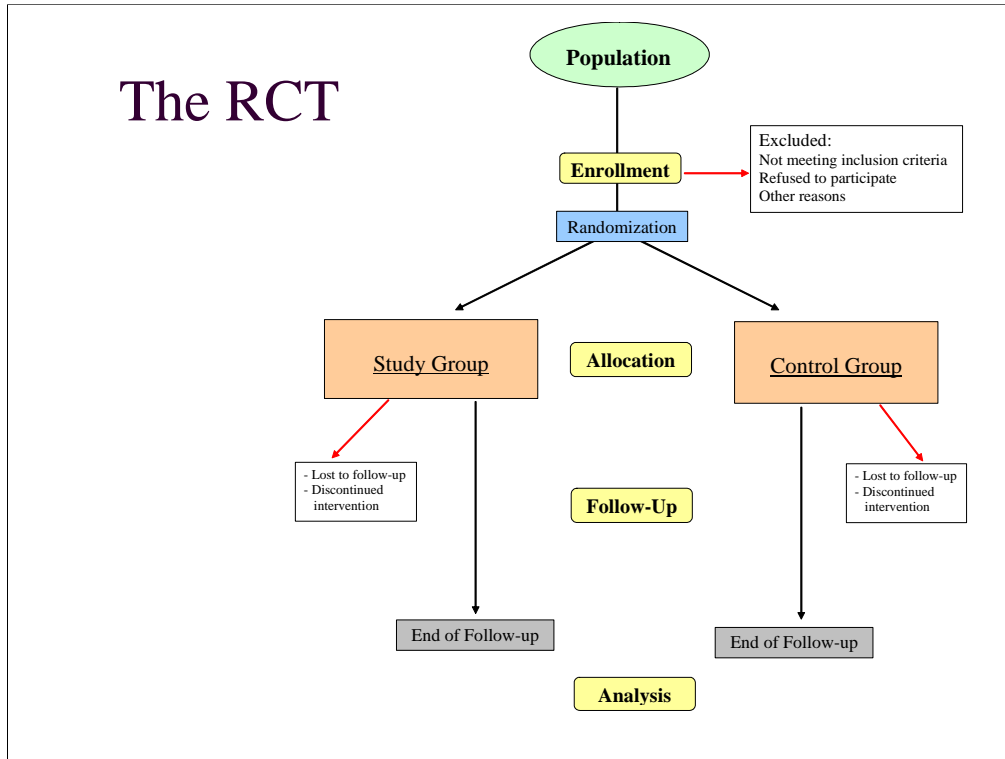 Population
The RCT
Excluded:
Not meeting inclusion criteria
Refused to participate
Other reasons
Enrollment
Randomization
Study Group
Allocation
Control Group
- Lost to follow-up
- Discontinued
intervention
- Lost to follow-up
- Discontinued
intervention
Follow-Up
End of Follow-up
End of Follow-up
Analysis